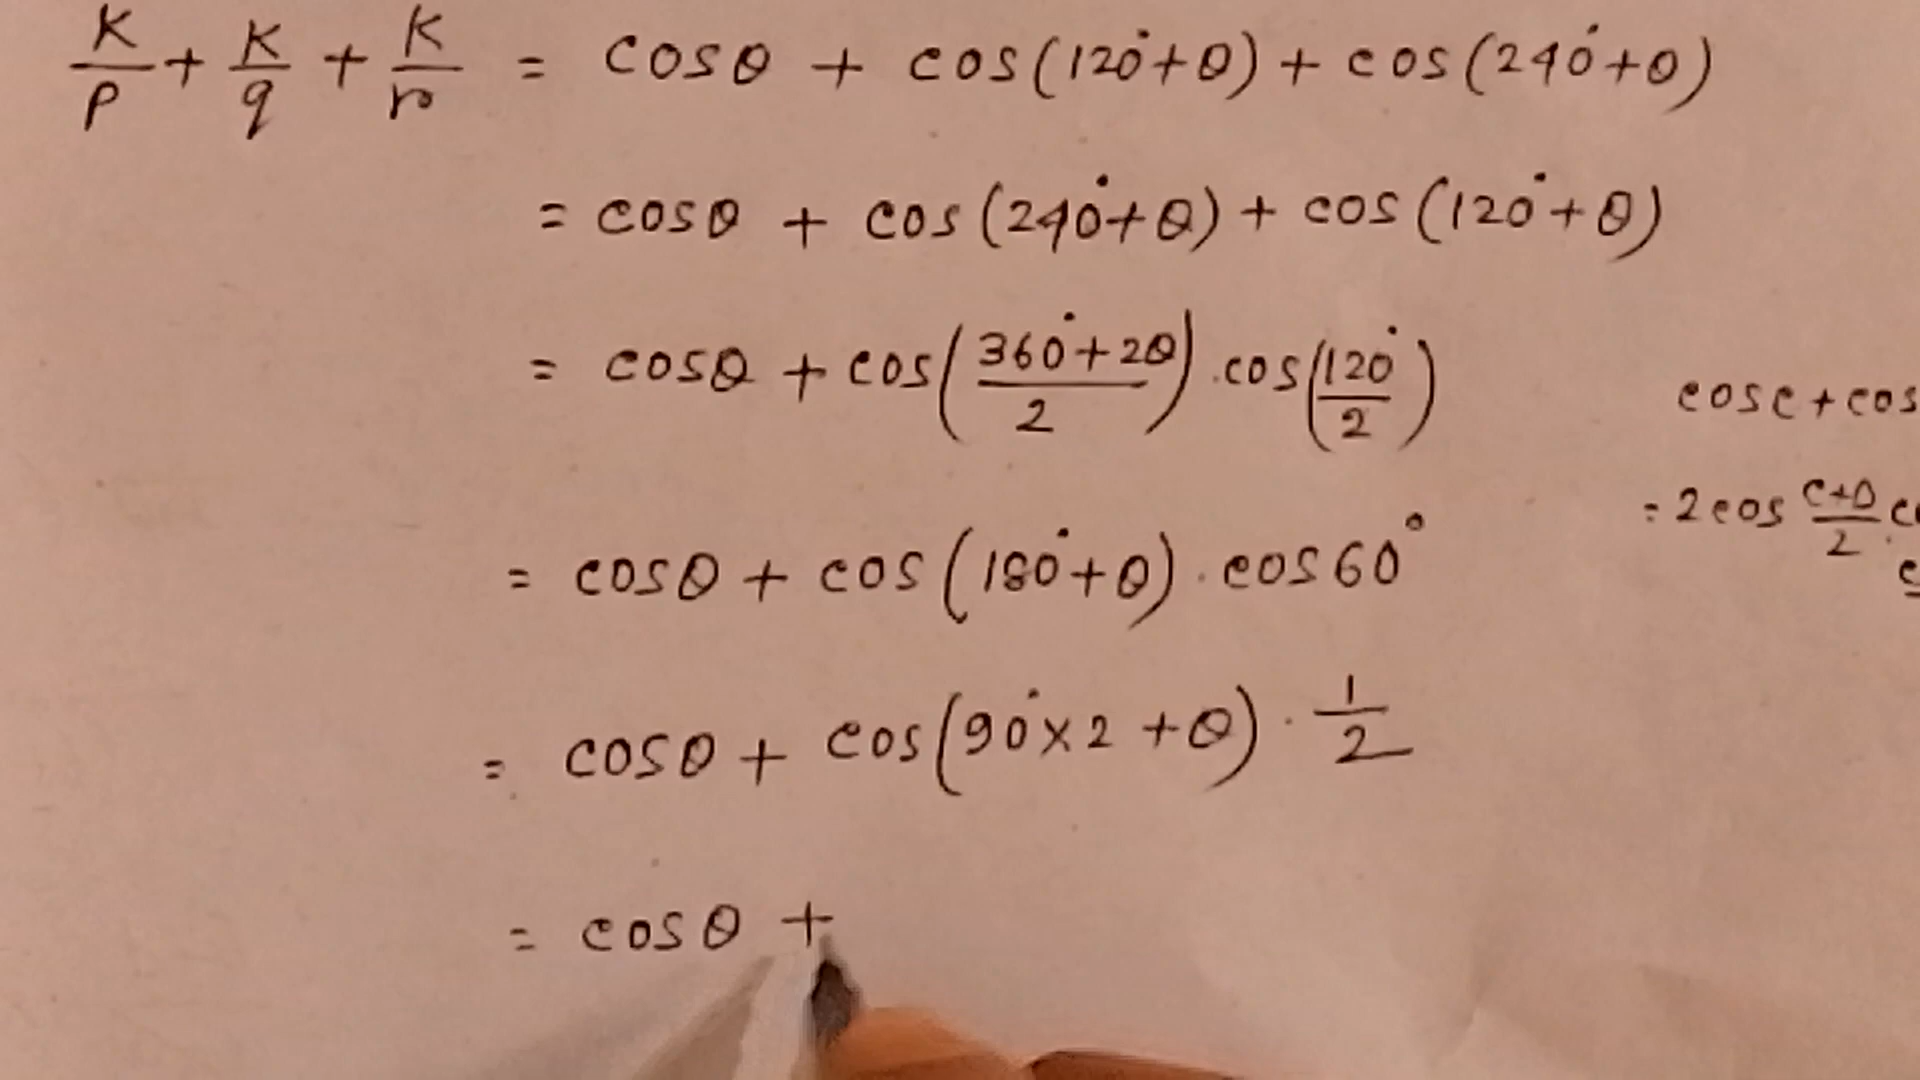 K/p + K/q + K/r = cosθ + cos(120°+θ) + cos(240°+θ)
= cosθ + cos(240°+θ) + cos(120°+θ)
= cosθ + cos((360°+2θ)/2) . cos(120°/2)
cosc + cos
= 2cos (C+D)/2 .
= cosθ + cos(180°+θ) . cos60°
= cosθ + cos(90°×2 +θ) . 1/2
= cosθ +